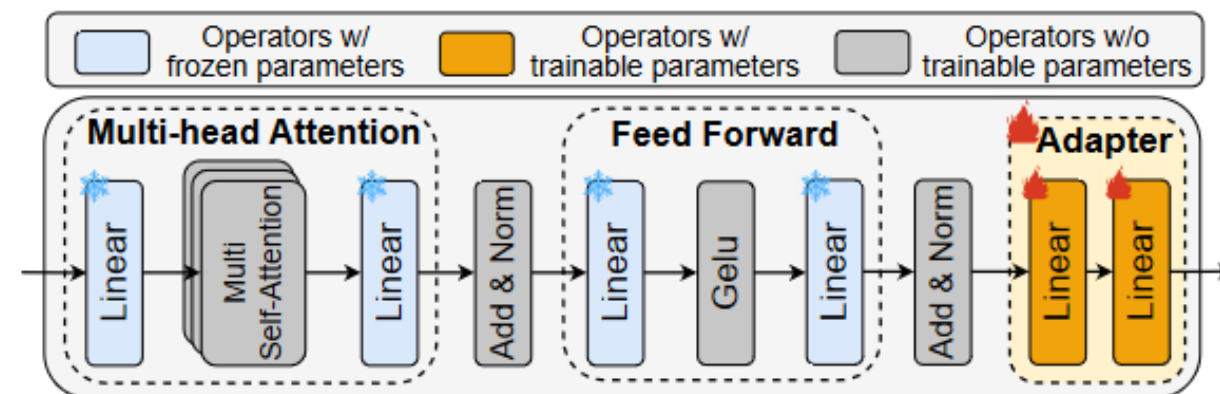 Operators w/
frozen parameters
Operators w/
trainable parameters
Operators w/o
trainable parameters
Multi-head Attention
Feed Forward
Adapter
Linear
Multi
Self-Attention
Linear
Add & Norm
Linear
Gelu
Linear
Add & Norm
Linear
Linear